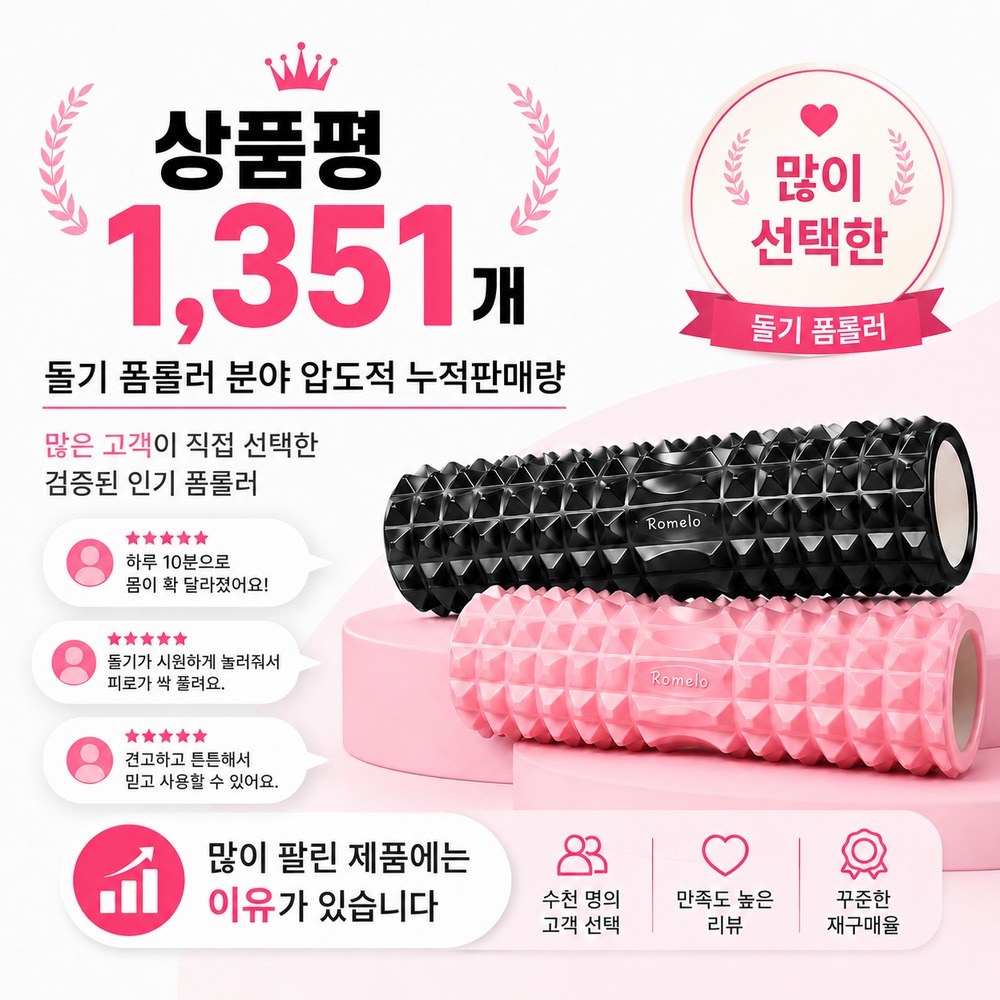 상품평
1,351개
돌기 폼롤러 분야 압도적 누적판매량
많은 고객이 직접 선택한
검증된 인기 폼롤러
많이
선택한
돌기 폼롤러
하루 10분으로
몸이 확 달라졌어요!
돌기가 시원하게 눌러줘서
피로가 싹 풀려요.
견고하고 튼튼해서
믿고 사용할 수 있어요.
Romelo
Romelo
많이 팔린 제품에는
이유가 있습니다
수천 명의
고객 선택
만족도 높은
리뷰
꾸준한
재구매율